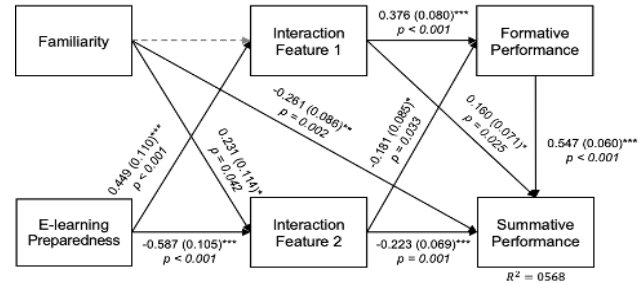 Familiarity
Interaction
Feature 1
0.376 (0.080)***
p < 0.001
Formative
Performance
-0.261 (0.086)**
p = 0.002
0.449 (0.110)***
p < 0.001
0.231 (0.114)*
p = 0.042
-0.181 (0.085)*
p = 0.033
0.160 (0.071)*
p = 0.025
0.547 (0.060)***
p < 0.001
E-learning
Preparedness
-0.587 (0.105)***
p < 0.001
Interaction
Feature 2
-0.223 (0.069)***
p = 0.001
Summative
Performance
R² = 0568